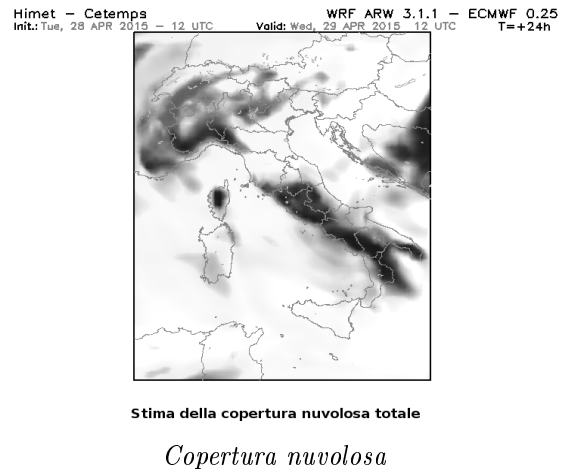 Himet – Cetemps WRF ARW 3.1.1 – ECMWF 0.25
Init.: Tue, 28 APR 2015 – 12 UTC Valid: Wed, 29 APR 2015 12 UTC T=+24h
Stima della copertura nuvolosa totale
Copertura nuvolosa